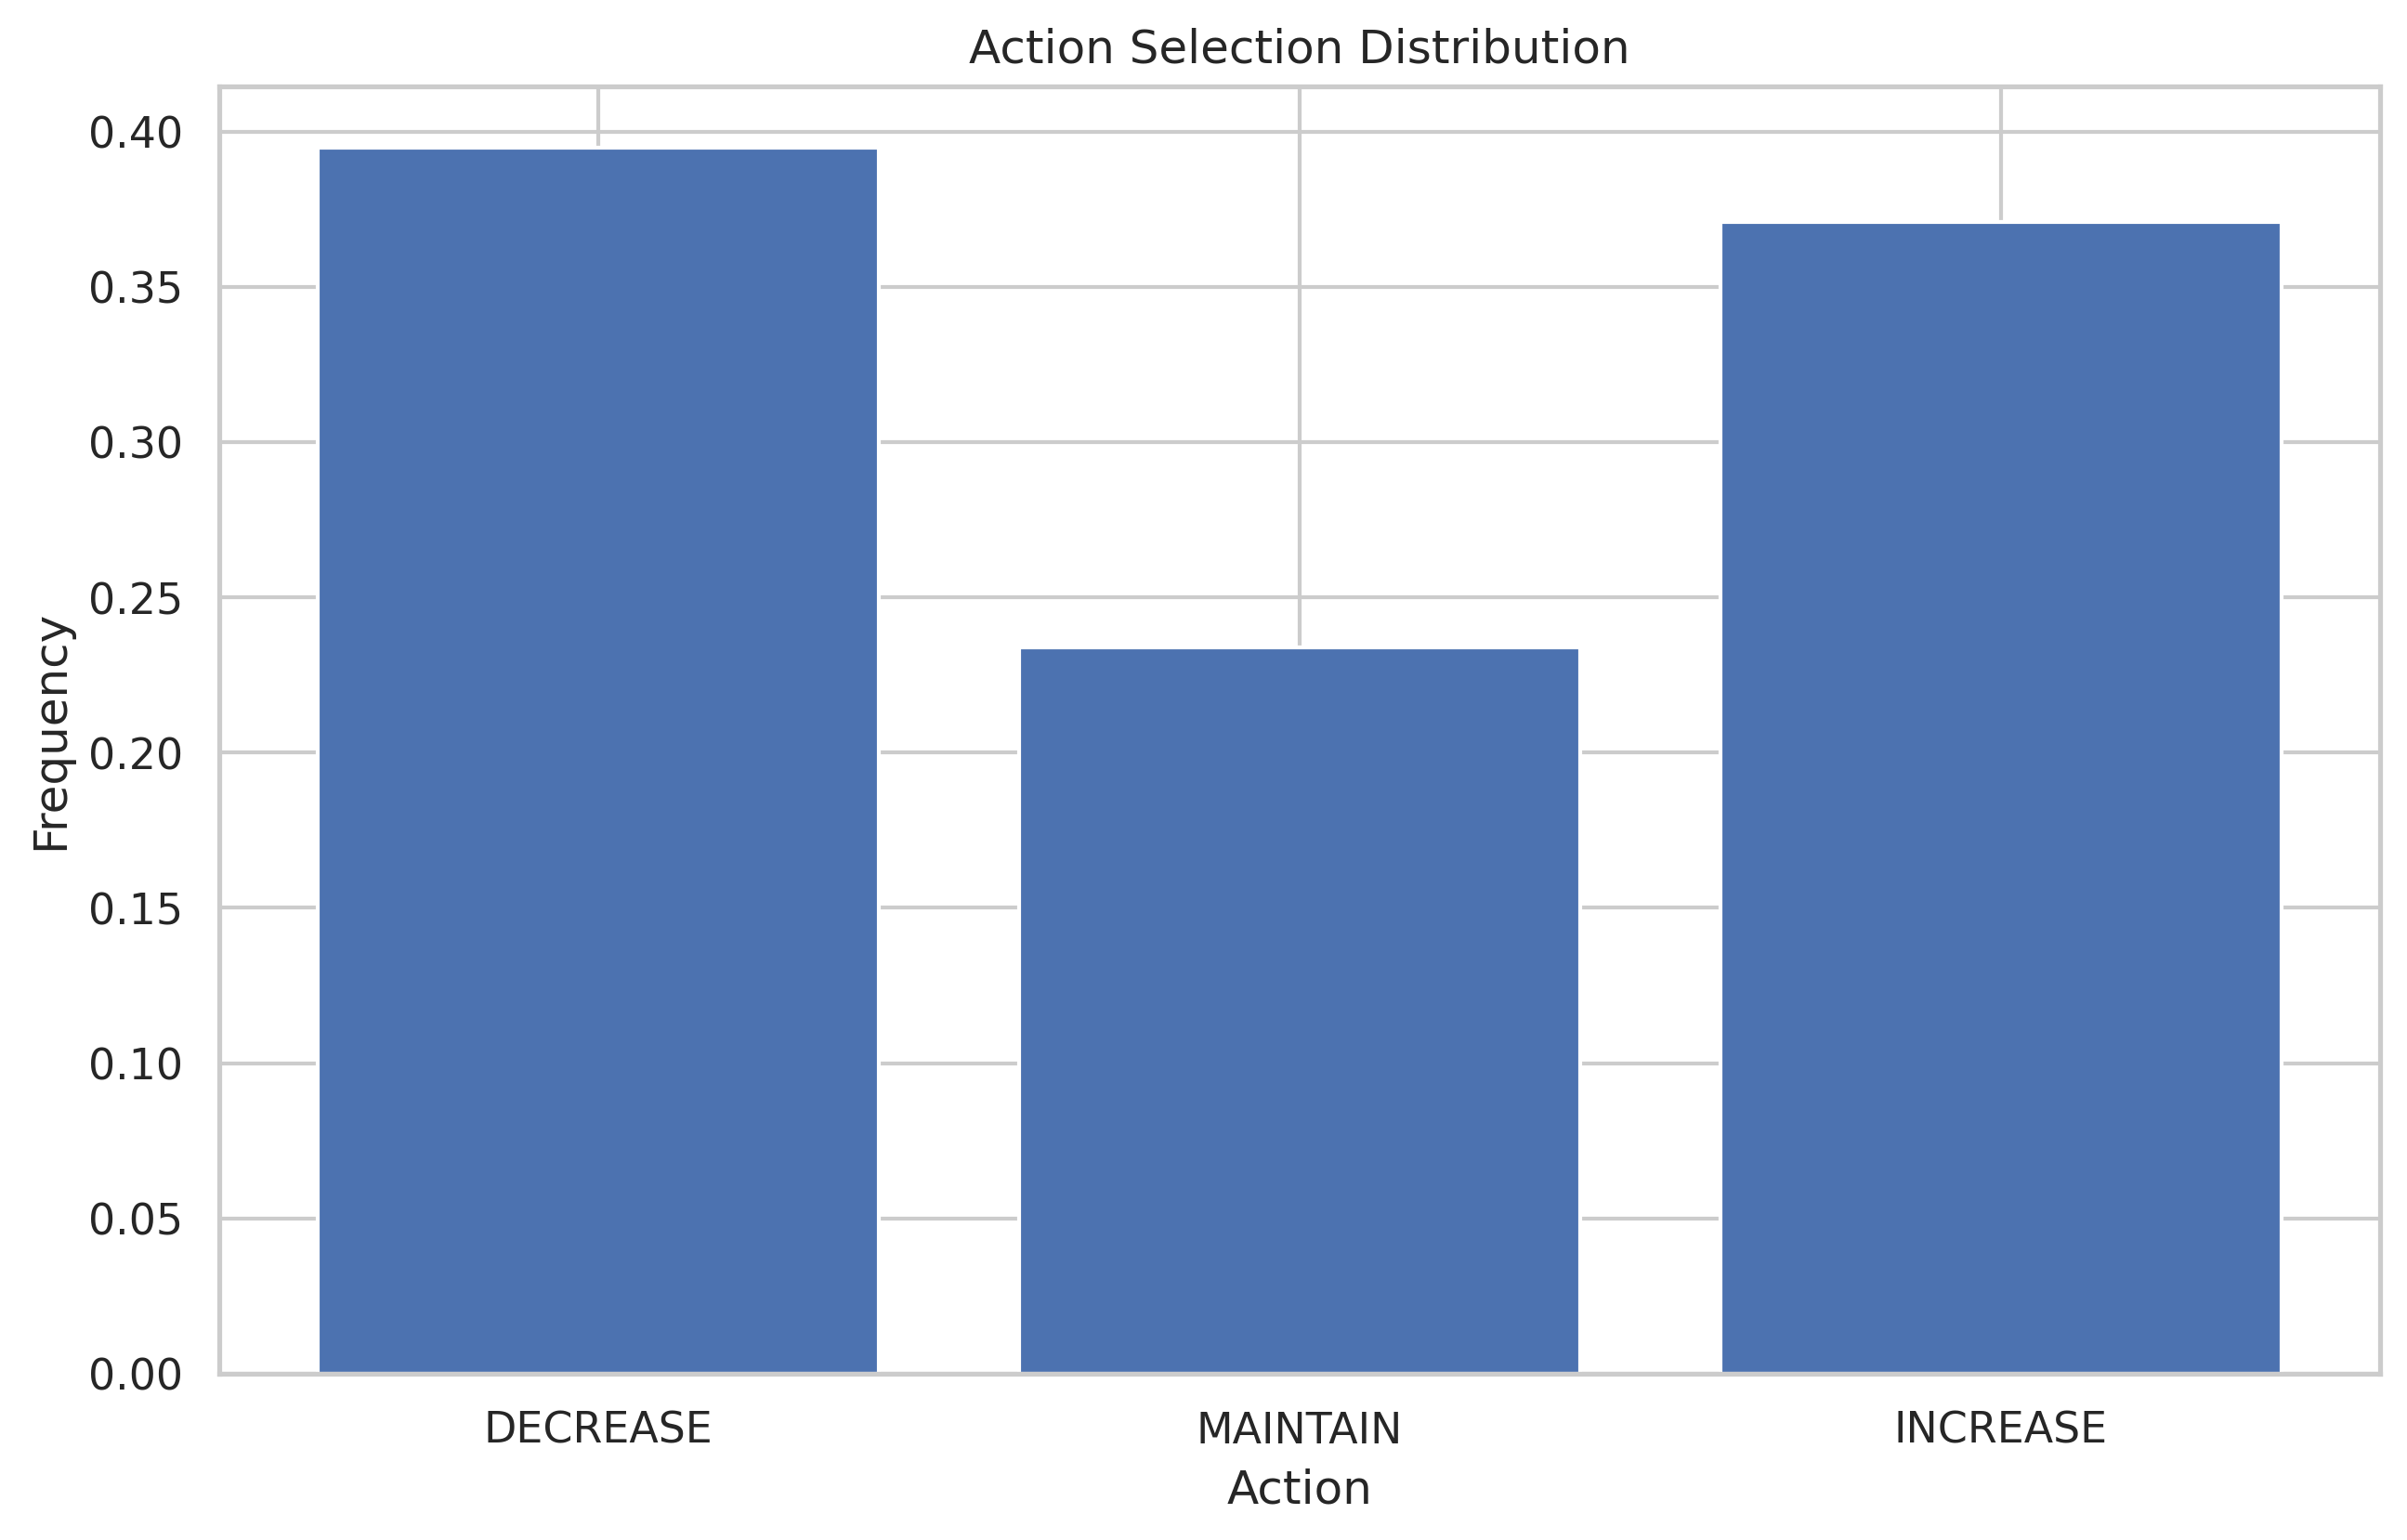 Action Selection Distribution
0.40
0.35
0.30
0.25
0.20
0.15
0.10
0.05
0.00
Frequency
DECREASE
MAINTAIN
INCREASE
Action